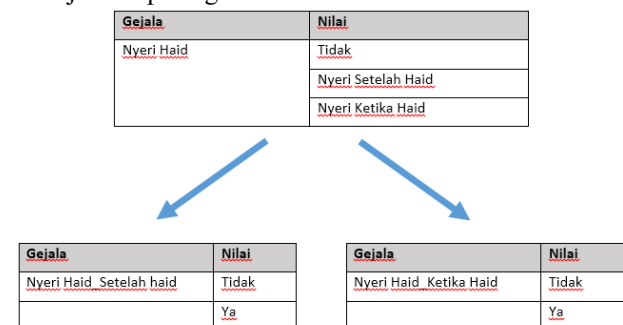 Gejala Nilai
Nyeri Haid Tidak
Nyeri Setelah Haid
Nyeri Ketika Haid
Gejala Nilai
Nyeri Haid_Setelah haid Tidak
Ya
Gejala Nilai
Nyeri Haid_Ketika Haid Tidak
Ya